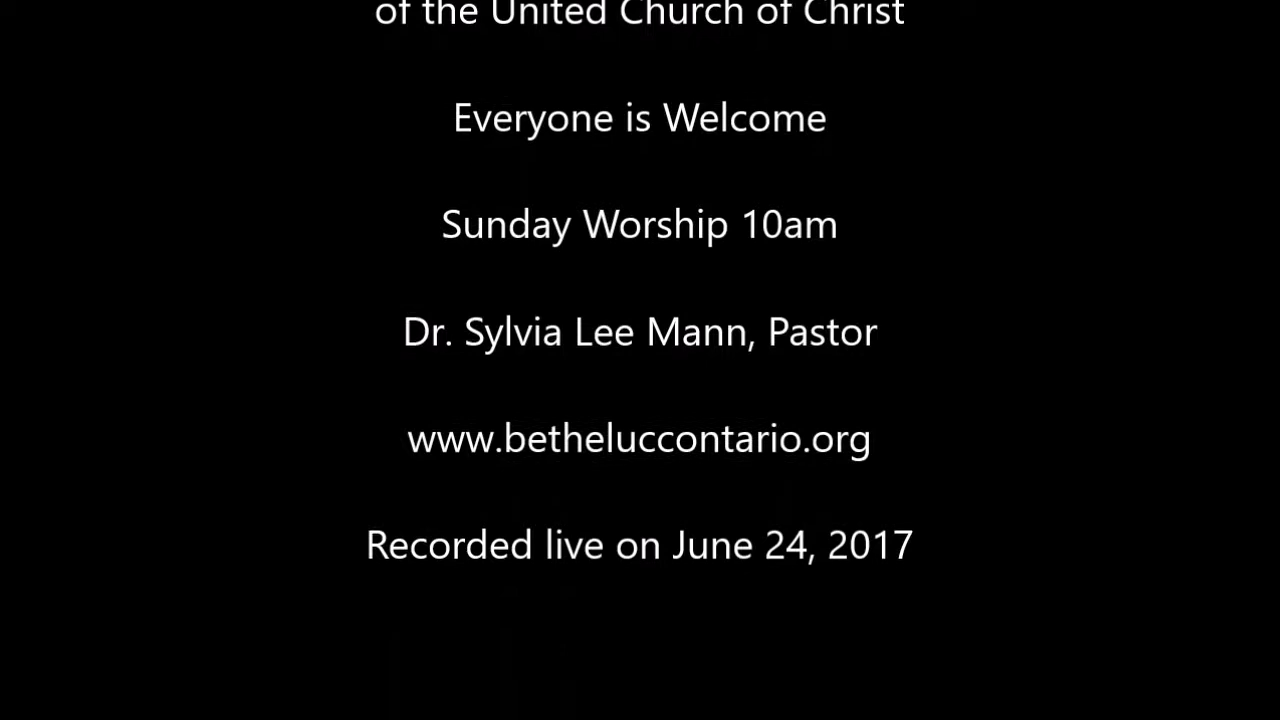 of the United Church of Christ
Everyone is Welcome
Sunday Worship 10am
Dr. Sylvia Lee Mann, Pastor
www.betheluccontario.org
Recorded live on June 24, 2017